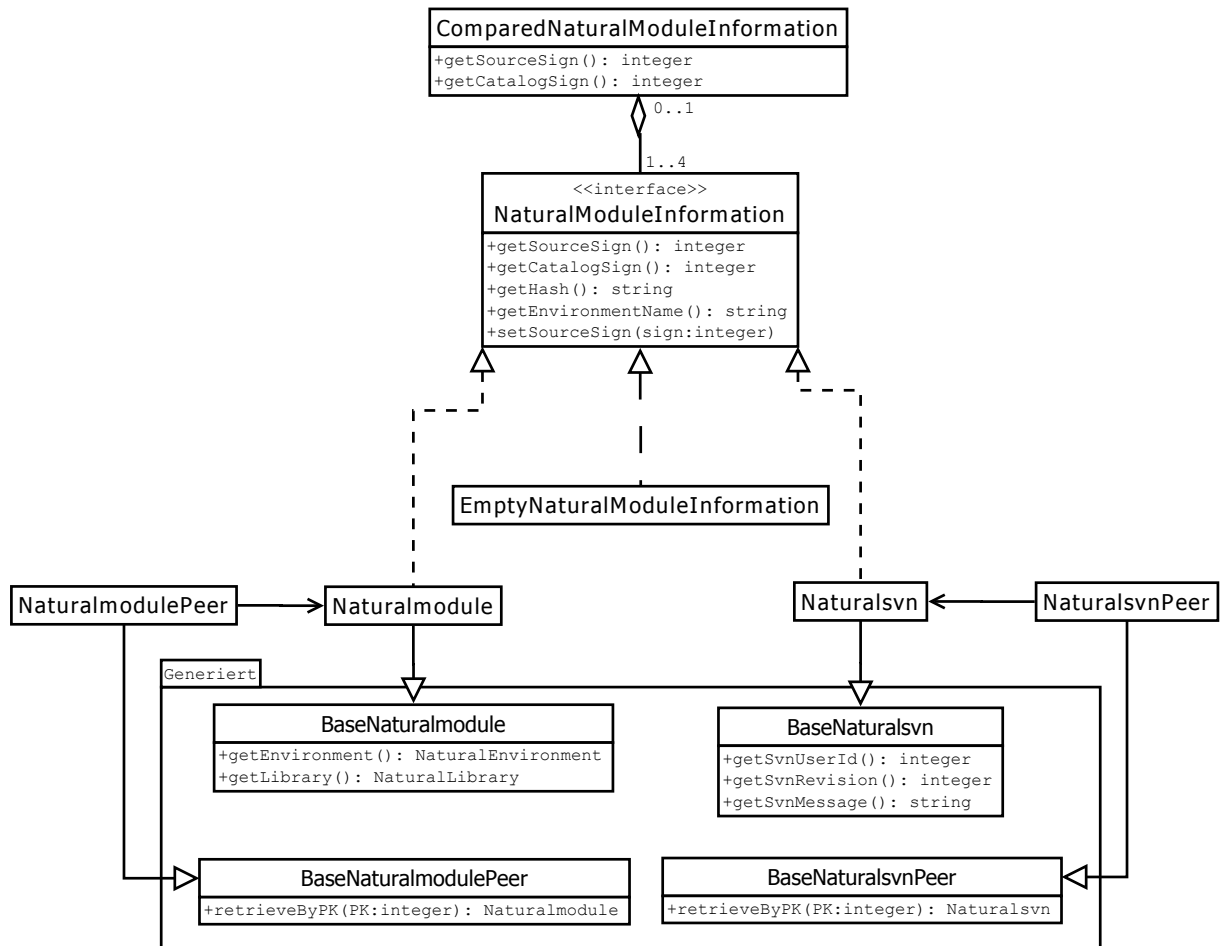 ComparedNaturalModuleInformation
+getSourceSign(): integer
+getCatalogSign(): integer
0..1
1..4
<<interface>>
NaturalModuleInformation
+getSourceSign(): integer
+getCatalogSign(): integer
+getHash(): string
+getEnvironmentName(): string
+setSourceSign(sign:integer)
EmptyNaturalModuleInformation
NaturalmodulePeer
Naturalmodule
Naturalsvn
NaturalsvnPeer
Generiert
BaseNaturalmodule
+getEnvironment(): NaturalEnvironment
+getLibrary(): NaturalLibrary
BaseNaturalsvn
+getSvnUserId(): integer
+getSvnRevision(): integer
+getSvnMessage(): string
BaseNaturalmodulePeer
+retrieveByPK(PK:integer): Naturalmodule
BaseNaturalsvnPeer
+retrieveByPK(PK:integer): Naturalsvn